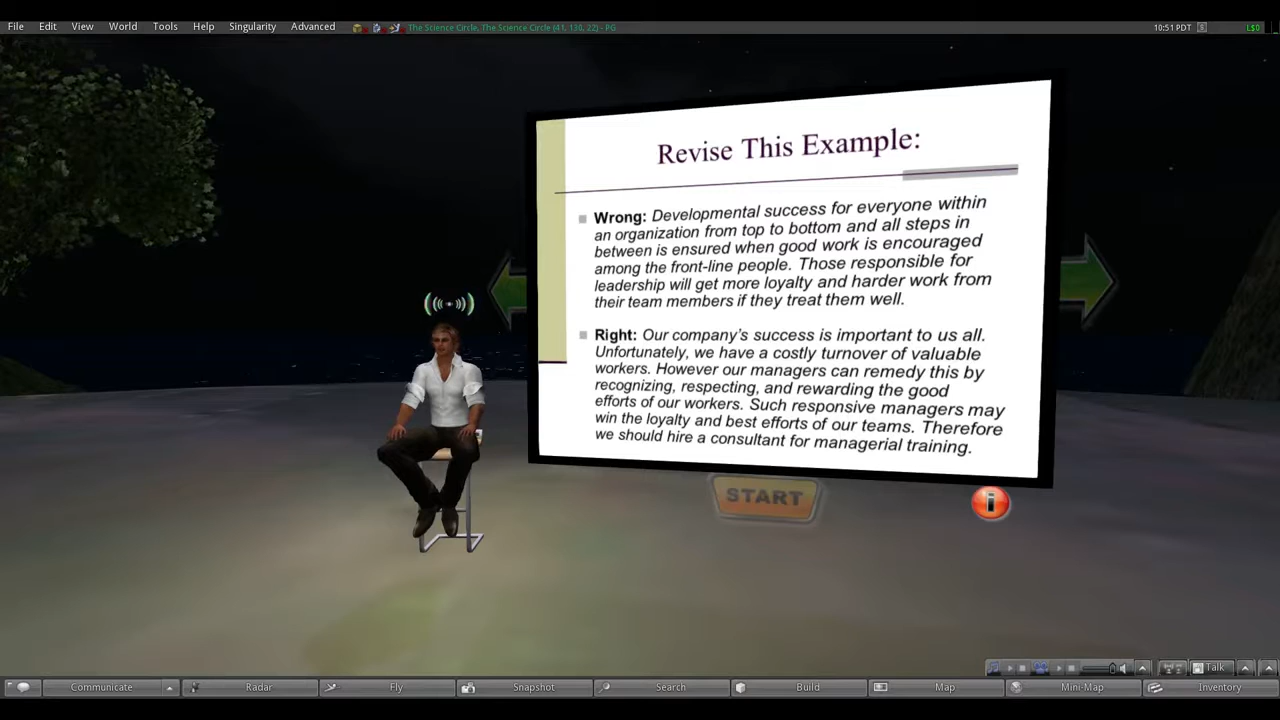 File Edit View World Tools Help Singularity Advanced
The Science Circle, The Science Circle (41, 130, 22) - PG
10:51 PDT
L$0
Revise This Example:
Wrong: Developmental success for everyone within
an organization from top to bottom and all steps in
between is ensured when good work is encouraged
among the front-line people. Those responsible for
leadership will get more loyalty and harder work from
their team members if they treat them well.
Right: Our company's success is important to us all.
Unfortunately, we have a costly turnover of valuable
workers. However our managers can remedy this by
recognizing, respecting, and rewarding the good
efforts of our workers. Such responsive managers may
win the loyalty and best efforts of our teams. Therefore
we should hire a consultant for managerial training.
START
i
Talk
Communicate Radar Fly Snapshot Search Build Map Mini-Map Inventory